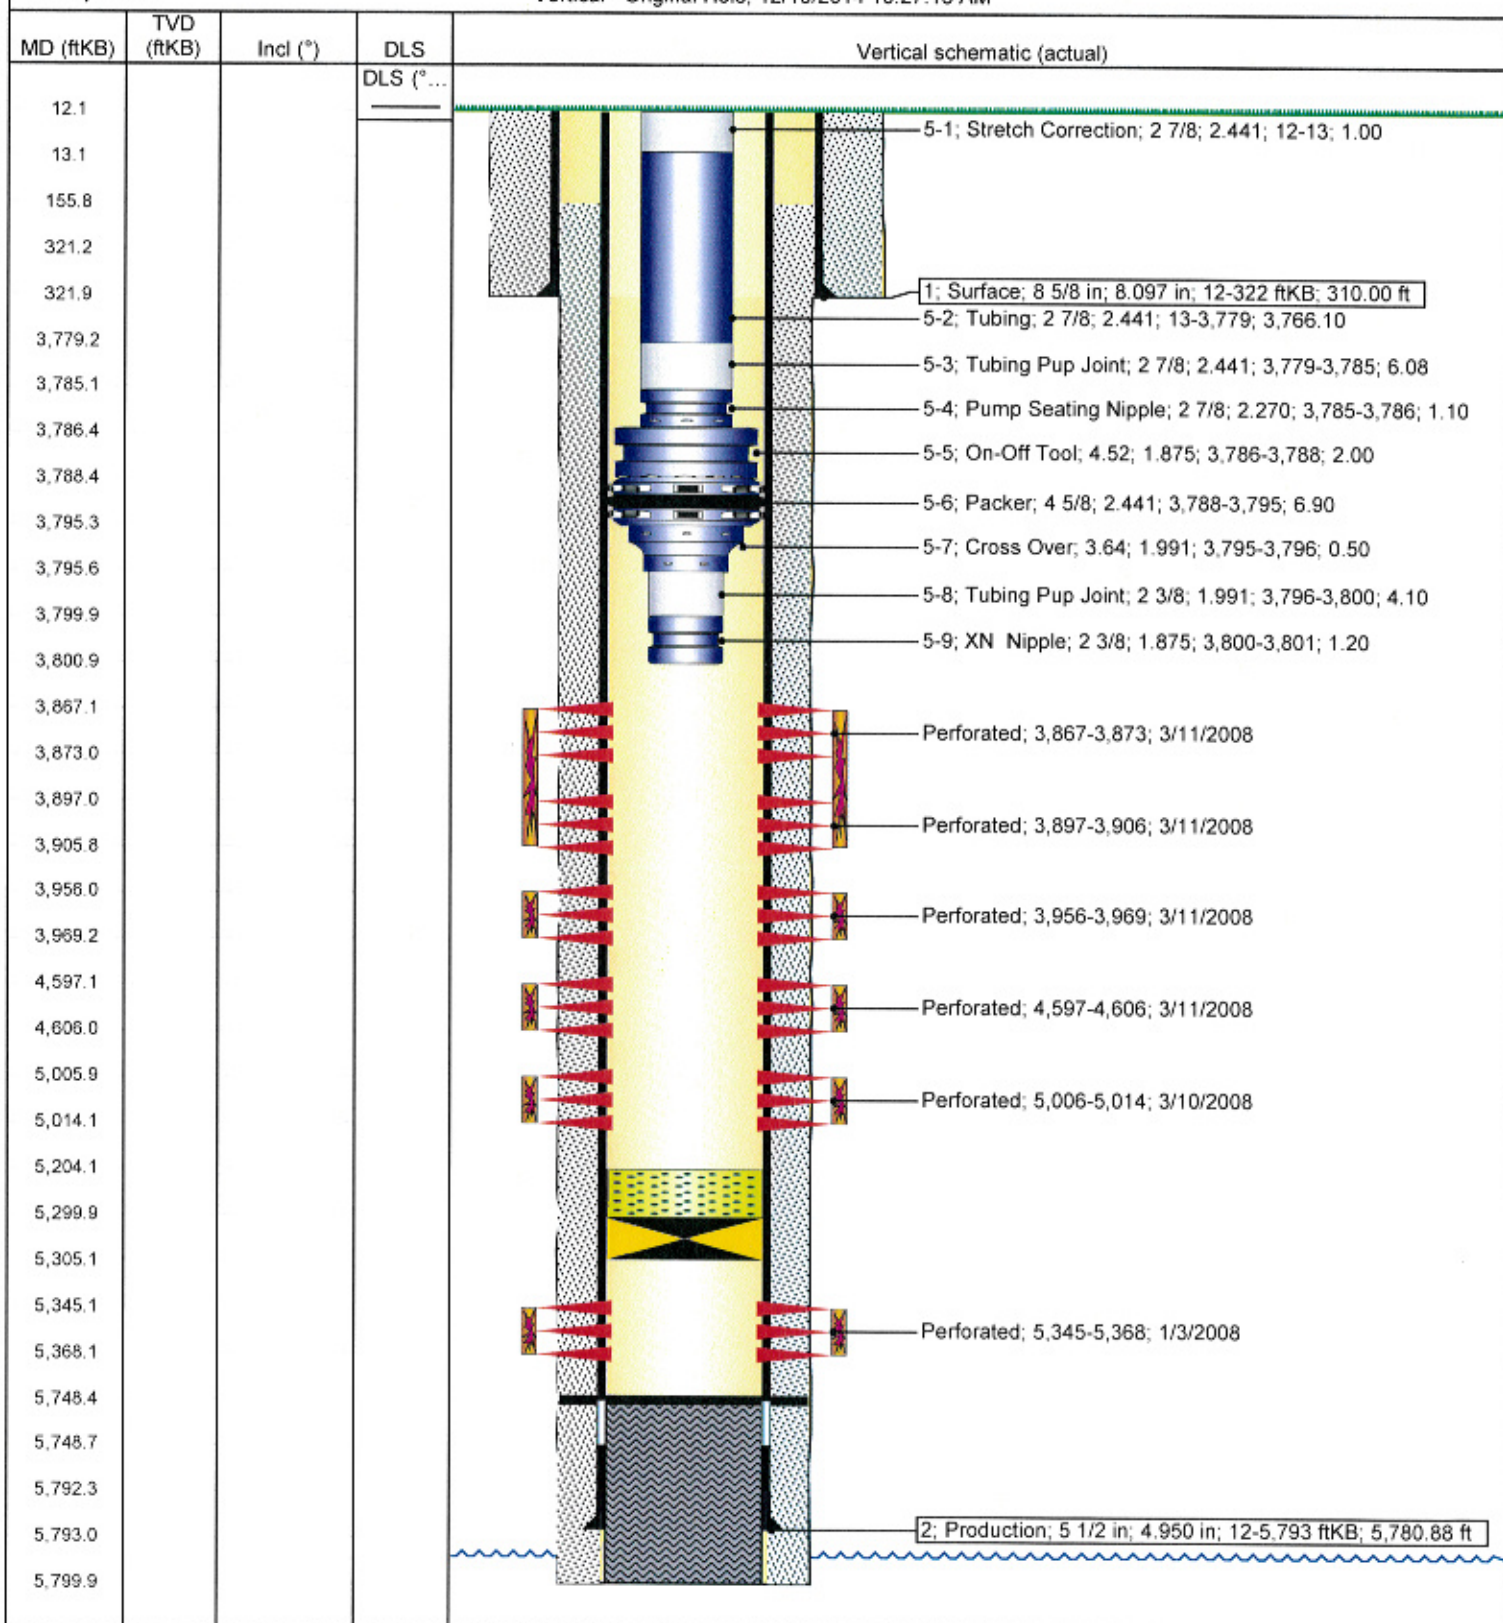 MD (ftKB) TVD (ftKB) Incl (°) DLS Vertical schematic (actual)
DLS (°...
12.1
5-1; Stretch Correction; 2 7/8; 2.441; 12-13; 1.00
13.1
155.8
321.2
321.9
1; Surface; 8 5/8 in; 8.097 in; 12-322 ftKB; 310.00 ft
5-2; Tubing; 2 7/8; 2.441; 13-3,779; 3,766.10
3,779.2
5-3; Tubing Pup Joint; 2 7/8; 2.441; 3,779-3,785; 6.08
3,785.1
5-4; Pump Seating Nipple; 2 7/8; 2.270; 3,785-3,786; 1.10
3,786.4
5-5; On-Off Tool; 4.52; 1.875; 3,786-3,788; 2.00
3,788.4
5-6; Packer; 4 5/8; 2.441; 3,788-3,795; 6.90
3,795.3
5-7; Cross Over; 3.64; 1.991; 3,795-3,796; 0.50
3,795.6
5-8; Tubing Pup Joint; 2 3/8; 1.991; 3,796-3,800; 4.10
3,799.9
5-9; XN Nipple; 2 3/8; 1.875; 3,800-3,801; 1.20
3,800.9
3,867.1
Perforated; 3,867-3,873; 3/11/2008
3,873.0
3,897.0
Perforated; 3,897-3,906; 3/11/2008
3,905.8
3,956.0
Perforated; 3,956-3,969; 3/11/2008
3,969.2
4,597.1
Perforated; 4,597-4,606; 3/11/2008
4,606.0
5,005.9
Perforated; 5,006-5,014; 3/10/2008
5,014.1
5,204.1
5,299.9
5,305.1
5,345.1
Perforated; 5,345-5,368; 1/3/2008
5,368.1
5,748.4
5,748.7
5,792.3
5,793.0
2; Production; 5 1/2 in; 4.950 in; 12-5,793 ftKB; 5,780.88 ft
5,799.9